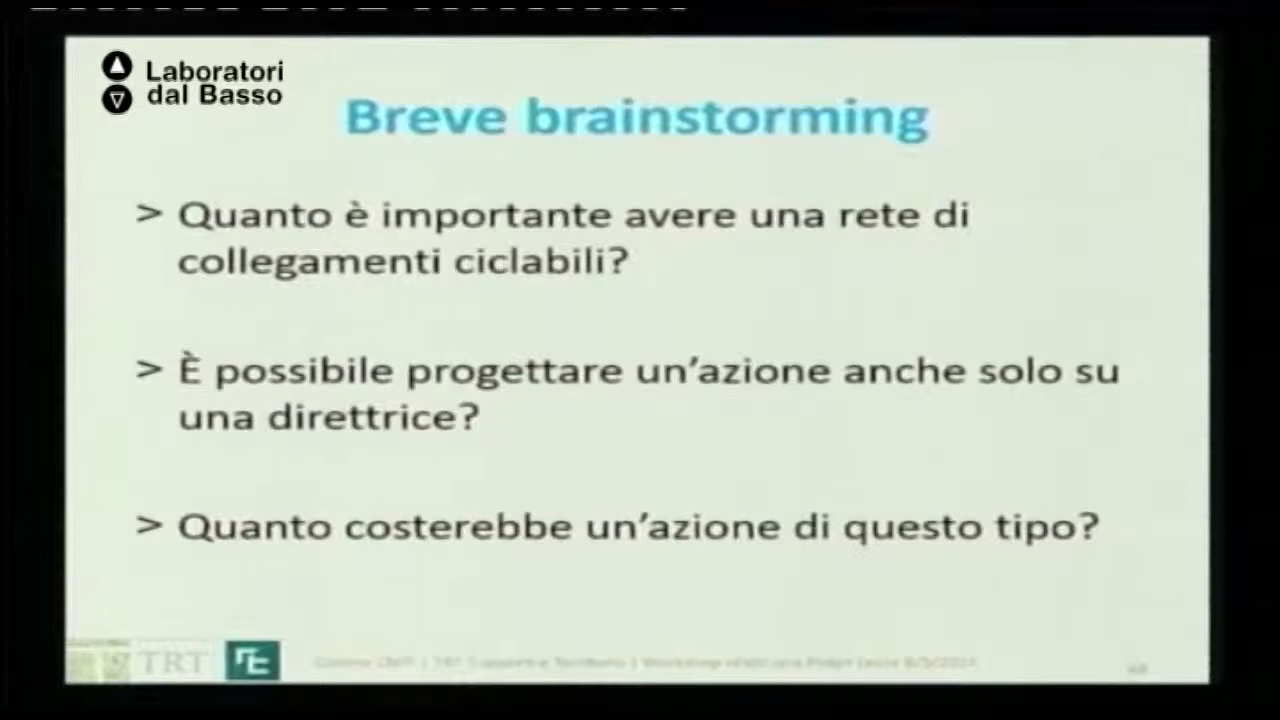 Laboratori
dal Basso
Breve brainstorming
> Quanto è importante avere una rete di
collegamenti ciclabili?
> È possibile progettare un’azione anche solo su
una direttrice?
> Quanto costerebbe un’azione di questo tipo?
TRT